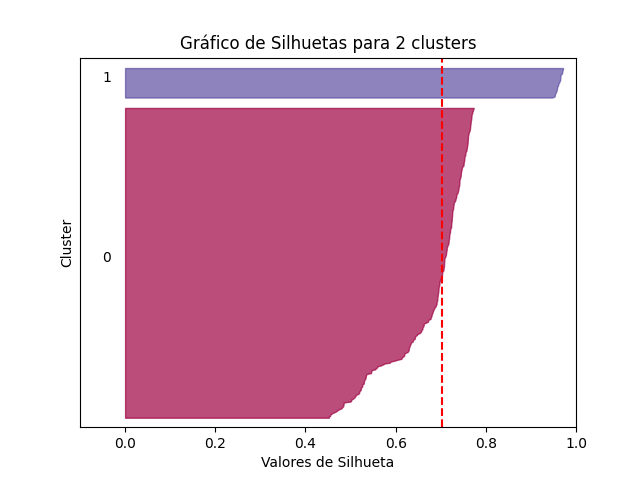 Gráfico de Silhuetas para 2 clusters
1
0
Cluster
0.0 0.2 0.4 0.6 0.8 1.0
Valores de Silhueta